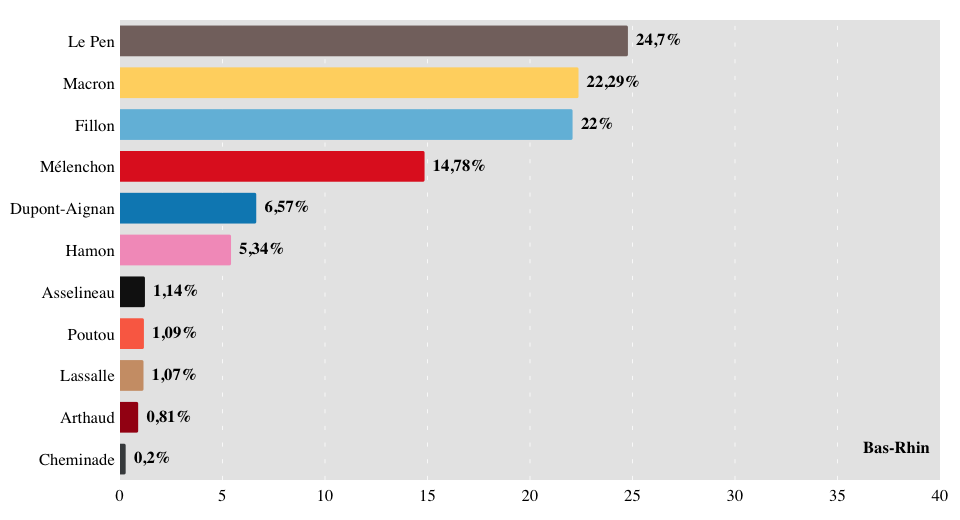 Le Pen 24,7%
Macron 22,29%
Fillon 22%
Mélenchon 14,78%
Dupont-Aignan 6,57%
Hamon 5,34%
Asselineau 1,14%
Poutou 1,09%
Lassalle 1,07%
Arthaud 0,81%
Bas-Rhin
Cheminade 0,2%
0 5 10 15 20 25 30 35 40